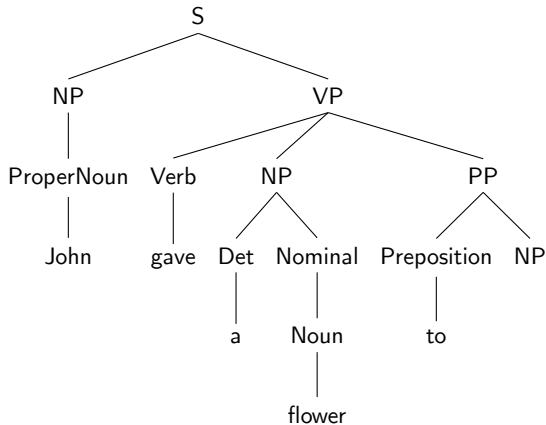 S
NP VP
ProperNoun Verb NP PP
John gave Det Nominal Preposition NP
a Noun to
flower